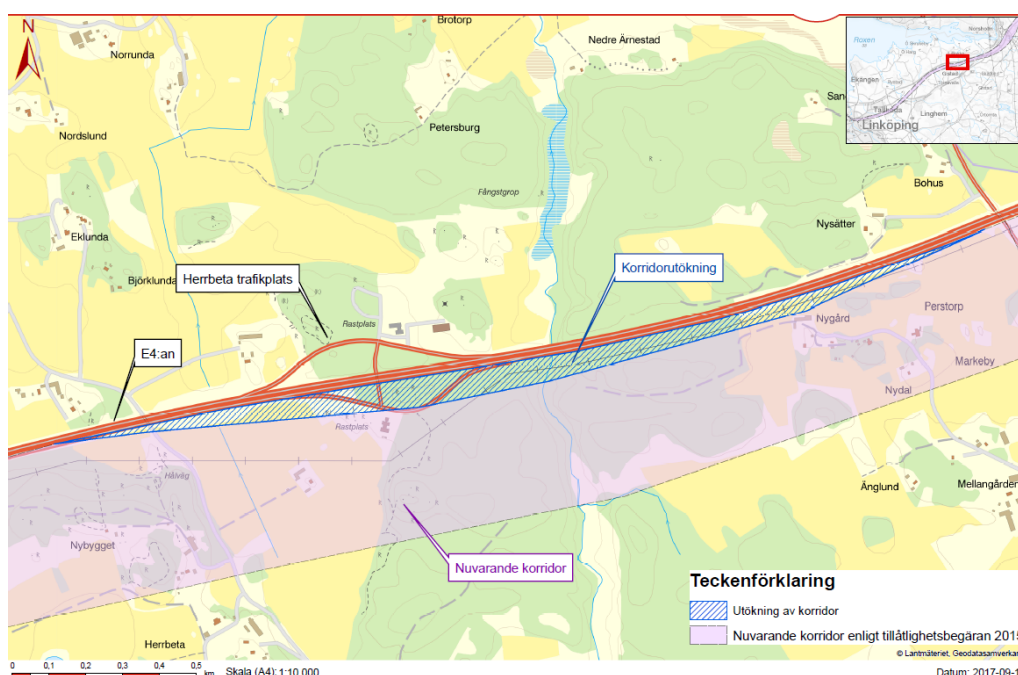 N
Brotorp
Norrunda
Nedre Ärnestad
Roxen
Linköping
Linghem
Nordslund
Petersburg
Fångstgrop
Bohus
Nysätter
Eklunda
Björklunda
Herrbeta trafikplats
Korridorutökning
Rastplats
Perstorp
Nygård
E4:an
Markeby
Nydal
Rastplats
Hålväg
Änglund
Mellangården
Nybygget
Nuvarande korridor
Teckenförklaring
Utökning av korridor
Nuvarande korridor enligt tillåtlighetsbegäran 2015
Herrbeta
© Lantmäteriet, Geodatasamverkan
0 0,1 0,2 0,3 0,4 0,5
km Skala (A4): 1:10 000
Datum: 2017-09-1